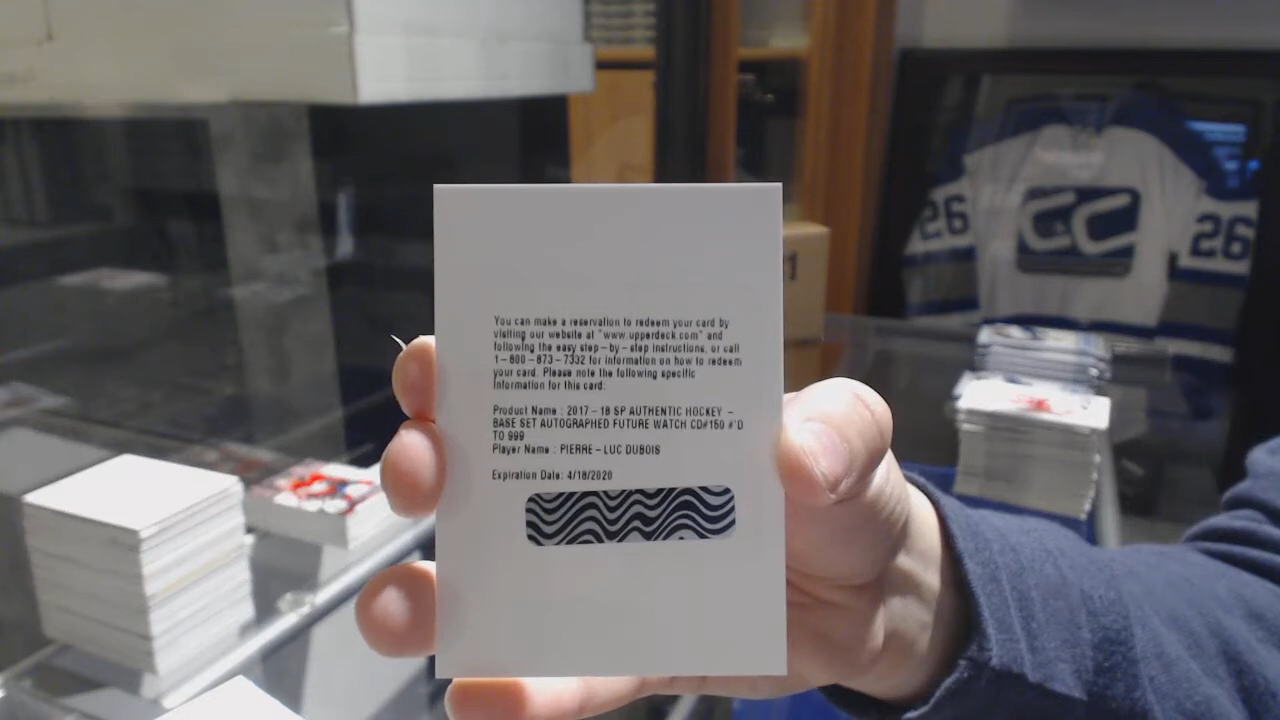 You can make a reservation to redeem your card by
visiting our website at "www.upperdeck.com" and
following the easy step-by-step instructions, or call
1-800-873-7332 for information on how to redeem
your card. Please note the following specific
information for this card:
Product Name : 2017-18 SP AUTHENTIC HOCKEY -
BASE SET AUTOGRAPHED FUTURE WATCH CD#150 #'D
TO 999
Player Name : PIERRE-LUC DUBOIS
Expiration Date: 4/18/2020
26
CC
26
1